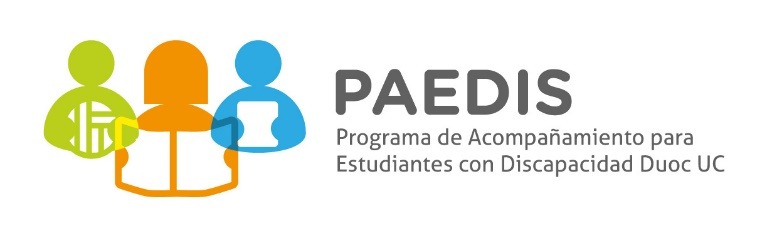 PAEDIS
Programa de Acompañamiento para
Estudiantes con Discapacidad Duoc UC